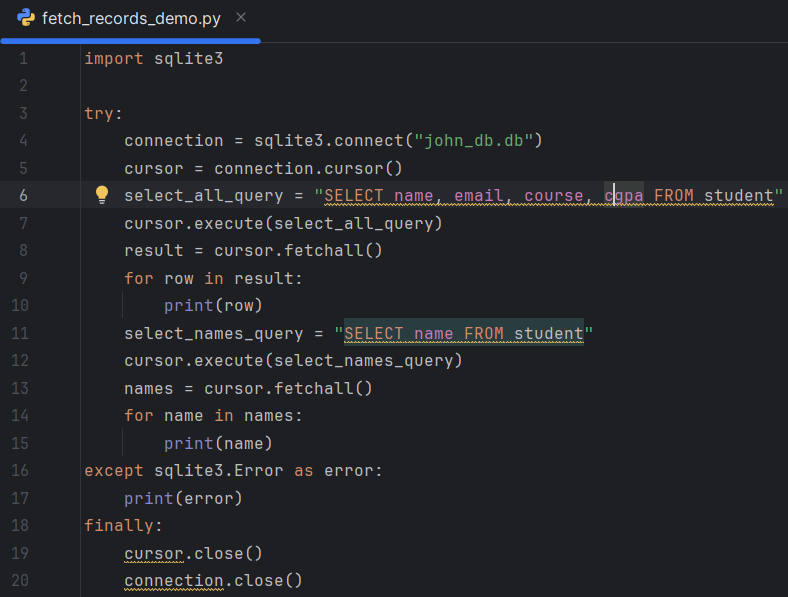 fetch_records_demo.py ×
1 import sqlite3
2
3 try:
4 connection = sqlite3.connect("john_db.db")
5 cursor = connection.cursor()
6 select_all_query = "SELECT name, email, course, cgpa FROM student"
7 cursor.execute(select_all_query)
8 result = cursor.fetchall()
9 for row in result:
10 print(row)
11 select_names_query = "SELECT name FROM student"
12 cursor.execute(select_names_query)
13 names = cursor.fetchall()
14 for name in names:
15 print(name)
16 except sqlite3.Error as error:
17 print(error)
18 finally:
19 cursor.close()
20 connection.close()